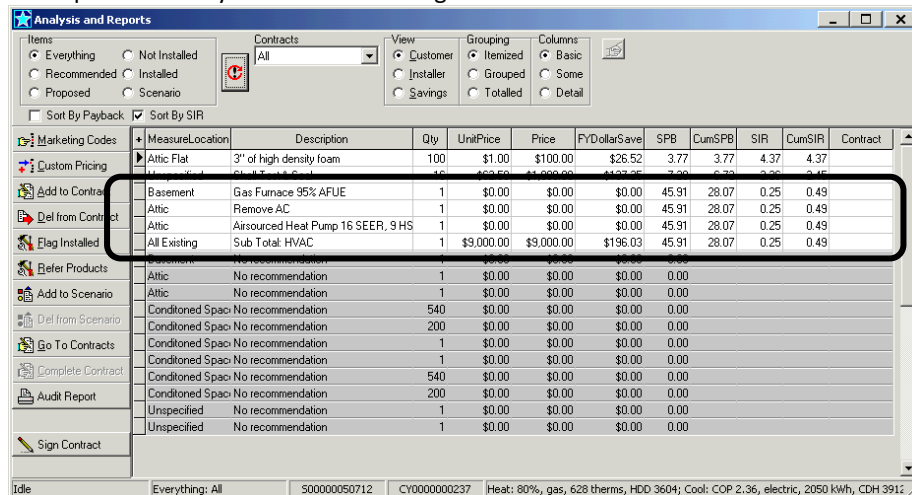 Analysis and Reports
Items Contracts View Grouping Columns
Everything Not Installed All Customer Itemized Basic
Recommended Installed Installer Grouped Some
Proposed Scenario Savings Totalled Detail
Sort By Payback Sort By SIR
Marketing Codes
Custom Pricing
Add to Contract
Del from Contract
Flag Installed
Refer Products
Add to Scenario
Del from Scenario
Go To Contracts
Complete Contract
Audit Report
Sign Contract
+ MeasureLocation Description Qty UnitPrice Price FYDollarSave SPB CumSPB SIR CumSIR Contract
Attic Flat 3" of high density foam 100 $1.00 $100.00 $26.52 3.77 3.77 4.37 4.37
Basement Gas Furnace 95% AFUE 1 $0.00 $0.00 $0.00 45.91 28.07 0.25 0.49
Attic Remove AC 1 $0.00 $0.00 $0.00 45.91 28.07 0.25 0.49
Attic Airsourced Heat Pump 16 SEER, 9 HS 1 $0.00 $0.00 $0.00 45.91 28.07 0.25 0.49
All Existing Sub Total: HVAC 1 $9,000.00 $9,000.00 $196.03 45.91 28.07 0.25 0.49
Basement No recommendation 1 $0.00 $0.00 $0.00 0.00
Attic No recommendation 1 $0.00 $0.00 $0.00 0.00
Attic No recommendation 1 $0.00 $0.00 $0.00 0.00
Conditoned Spac No recommendation 540 $0.00 $0.00 $0.00 0.00
Conditoned Spac No recommendation 200 $0.00 $0.00 $0.00 0.00
Conditoned Spac No recommendation 1 $0.00 $0.00 $0.00 0.00
Conditoned Spac No recommendation 1 $0.00 $0.00 $0.00 0.00
Conditoned Spac No recommendation 540 $0.00 $0.00 $0.00 0.00
Conditoned Spac No recommendation 200 $0.00 $0.00 $0.00 0.00
Unspecified No recommendation 1 $0.00 $0.00 $0.00 0.00
Unspecified No recommendation 1 $0.00 $0.00 $0.00 0.00
Idle Everything: All S00000050712 CY0000000237 Heat: 80%, gas, 628 therms, HDD 3604; Cool: COP 2.36, electric, 2050 kWh, CDH 3912